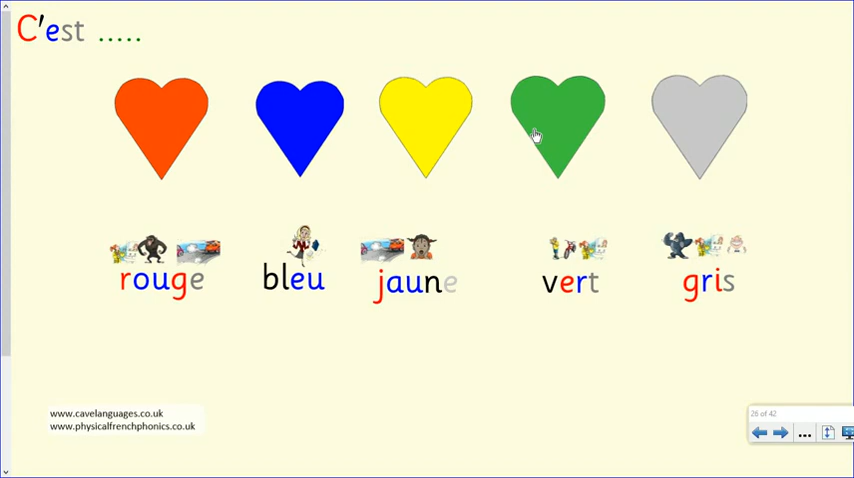 C'est .....
rouge bleu jaune vert gris
www.cavelanguages.co.uk
www.physicalfrenchphonics.co.uk
26 of 42
...